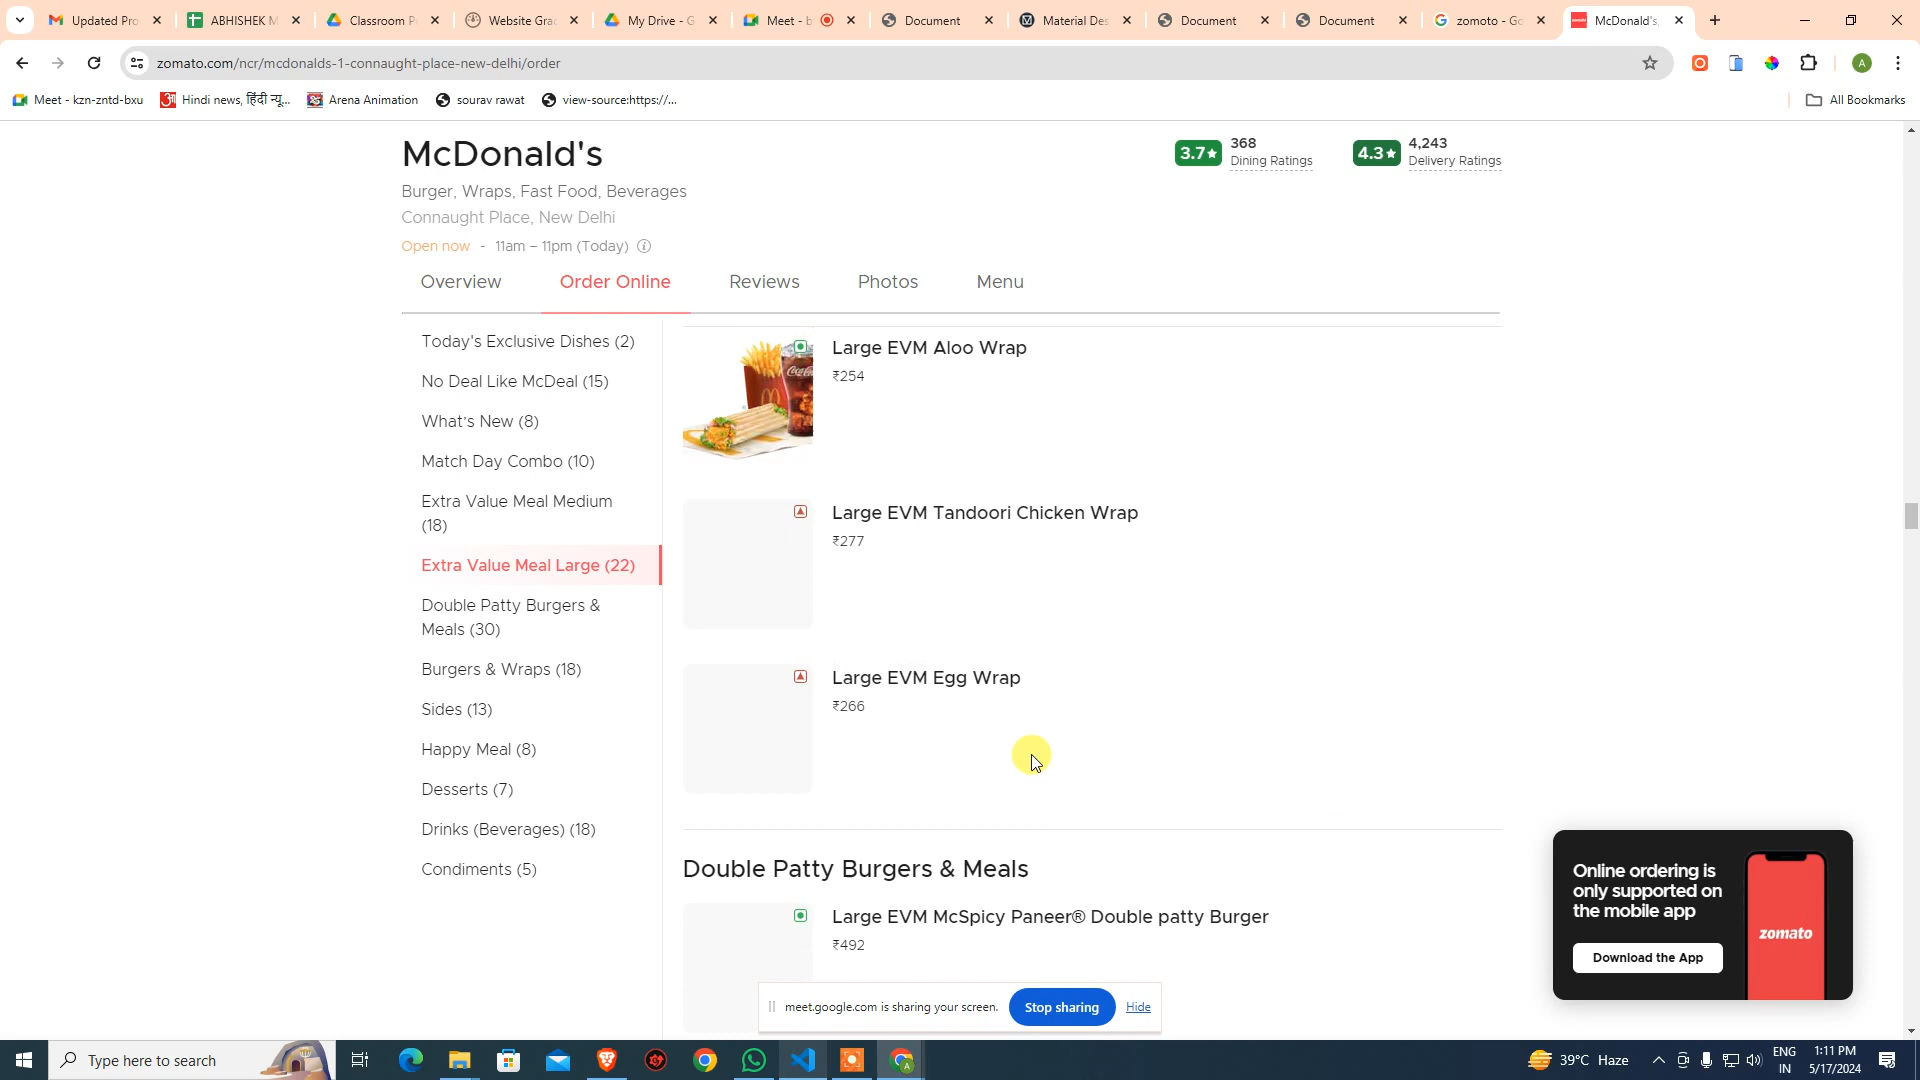 Updated Pro
ABHISHEK M
Classroom P
Website Gra
My Drive - G
Meet - b
Document
Material Des
Document
Document
zomoto - Go
McDonald's
zomato.com/ncr/mcdonalds-1-connaught-place-new-delhi/order
A
Meet - kzn-zntd-bxu
Hindi news, हिंदी न्यू...
Arena Animation
sourav rawat
view-source:https://...
All Bookmarks
McDonald's
3.7★ 368 Dining Ratings
4.3★ 4,243 Delivery Ratings
Burger, Wraps, Fast Food, Beverages
Connaught Place, New Delhi
Open now - 11am – 11pm (Today)
Overview
Order Online
Reviews
Photos
Menu
Today's Exclusive Dishes (2)
No Deal Like McDeal (15)
What's New (8)
Match Day Combo (10)
Extra Value Meal Medium
(18)
Extra Value Meal Large (22)
Double Patty Burgers &
Meals (30)
Burgers & Wraps (18)
Sides (13)
Happy Meal (8)
Desserts (7)
Drinks (Beverages) (18)
Condiments (5)
Large EVM Aloo Wrap
₹254
Large EVM Tandoori Chicken Wrap
₹277
Large EVM Egg Wrap
₹266
Double Patty Burgers & Meals
Large EVM McSpicy Paneer® Double patty Burger
₹492
Online ordering is
only supported on
the mobile app
Download the App
zomato
meet.google.com is sharing your screen.
Stop sharing
Hide
Type here to search
39°C Haze
ENG
IN
1:11 PM
5/17/2024